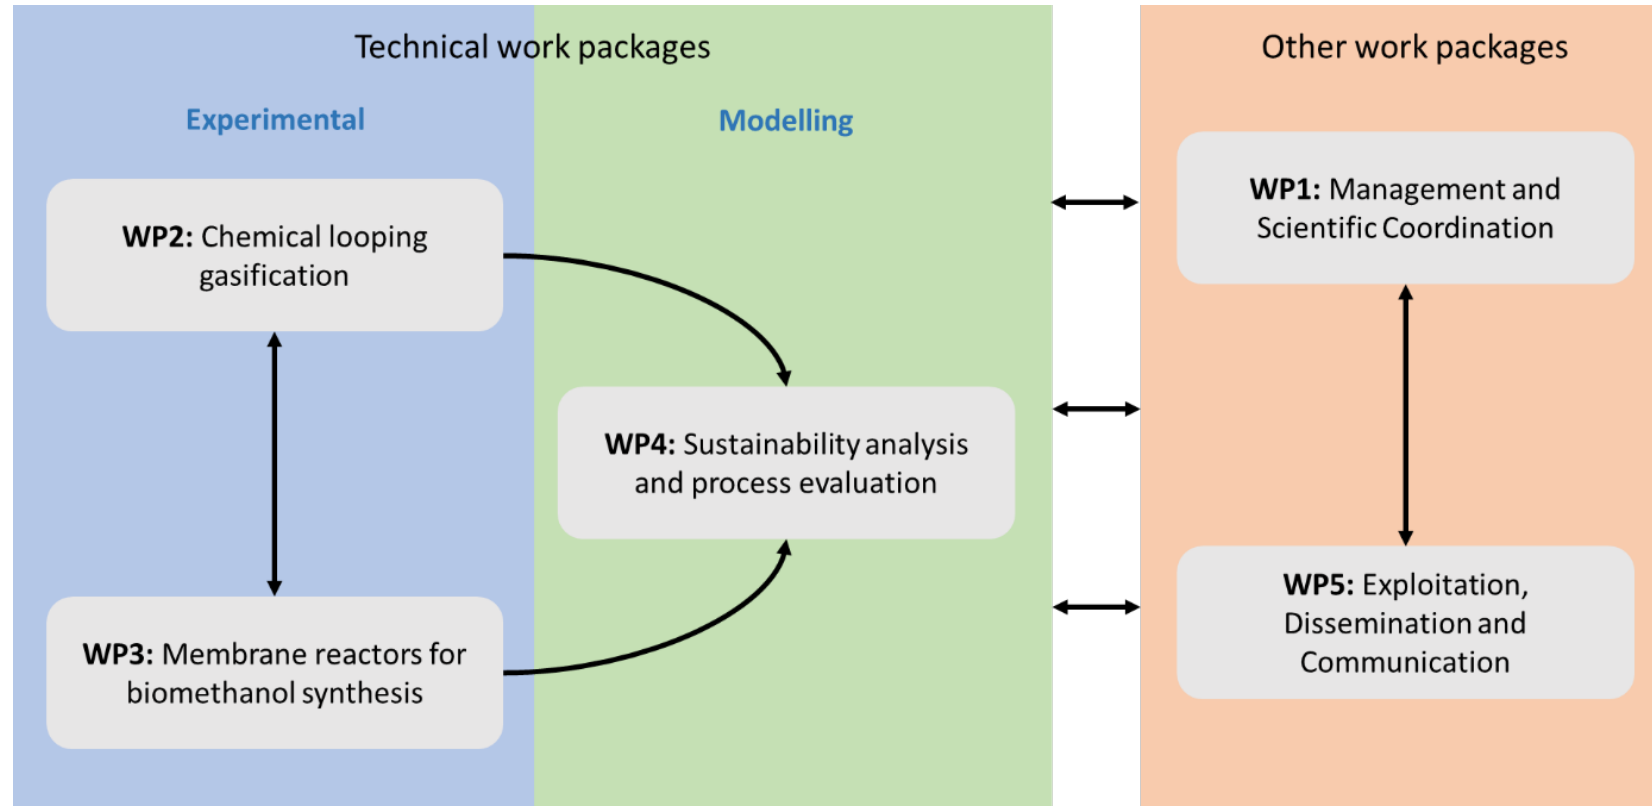 Technical work packages
Experimental
Modelling
WP2: Chemical looping
gasification
WP3: Membrane reactors for
biomethanol synthesis
WP4: Sustainability analysis
and process evaluation
Other work packages
WP1: Management and
Scientific Coordination
WP5: Exploitation,
Dissemination and
Communication